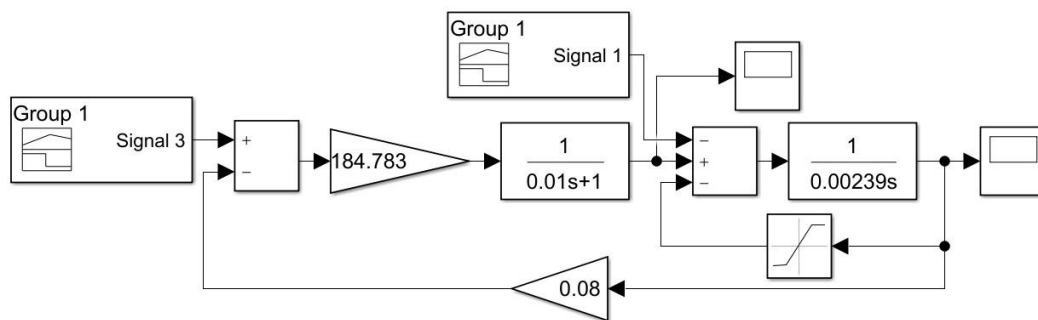 Group 1
Signal 1
Group 1
Signal 3
+
−
184.783
1
0.01s+1
−
+
−
1
0.00239s
0.08